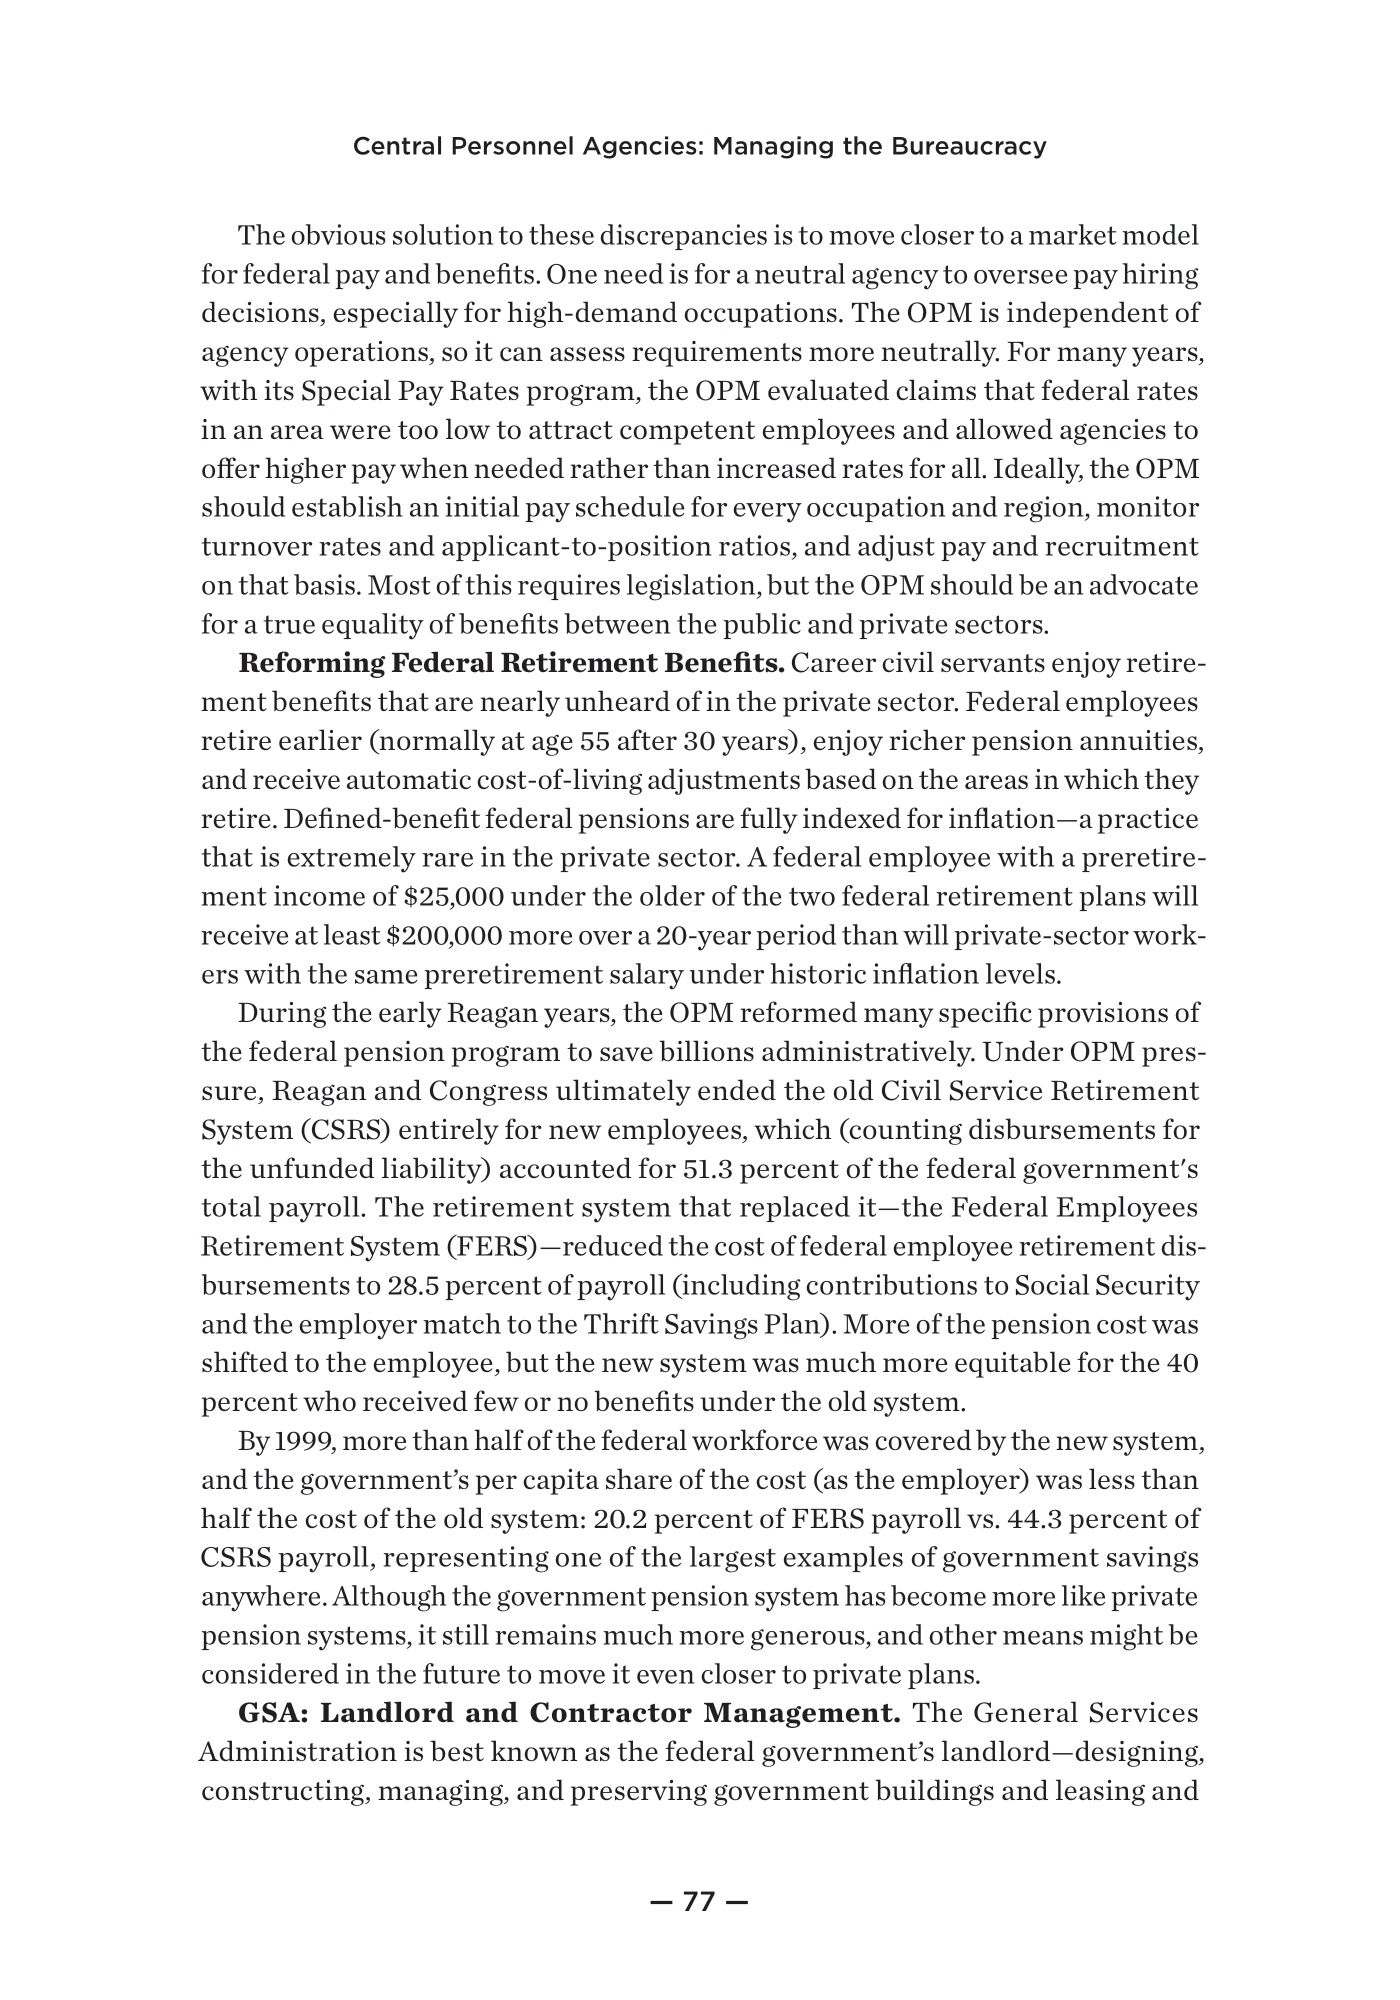 Central Personnel Agencies: Managing the Bureaucracy
The obvious solution to these discrepancies is to move closer to a market model
for federal pay and benefits. One need is for a neutral agency to oversee pay hiring
decisions, especially for high-demand occupations. The OPM is independent of
agency operations, so it can assess requirements more neutrally. For many years,
with its Special Pay Rates program, the OPM evaluated claims that federal rates
in an area were too low to attract competent employees and allowed agencies to
offer higher pay when needed rather than increased rates for all. Ideally, the OPM
should establish an initial pay schedule for every occupation and region, monitor
turnover rates and applicant-to-position ratios, and adjust pay and recruitment
on that basis. Most of this requires legislation, but the OPM should be an advocate
for a true equality of benefits between the public and private sectors.
Reforming Federal Retirement Benefits. Career civil servants enjoy retire-
ment benefits that are nearly unheard of in the private sector. Federal employees
retire earlier (normally at age 55 after 30 years), enjoy richer pension annuities,
and receive automatic cost-of-living adjustments based on the areas in which they
retire. Defined-benefit federal pensions are fully indexed for inflation—a practice
that is extremely rare in the private sector. A federal employee with a preretire-
ment income of $25,000 under the older of the two federal retirement plans will
receive at least $200,000 more over a 20-year period than will private-sector work-
ers with the same preretirement salary under historic inflation levels.
During the early Reagan years, the OPM reformed many specific provisions of
the federal pension program to save billions administratively. Under OPM pres-
sure, Reagan and Congress ultimately ended the old Civil Service Retirement
System (CSRS) entirely for new employees, which (counting disbursements for
the unfunded liability) accounted for 51.3 percent of the federal government's
total payroll. The retirement system that replaced it—the Federal Employees
Retirement System (FERS)—reduced the cost of federal employee retirement dis-
bursements to 28.5 percent of payroll (including contributions to Social Security
and the employer match to the Thrift Savings Plan). More of the pension cost was
shifted to the employee, but the new system was much more equitable for the 40
percent who received few or no benefits under the old system.
By 1999, more than half of the federal workforce was covered by the new system,
and the government’s per capita share of the cost (as the employer) was less than
half the cost of the old system: 20.2 percent of FERS payroll vs. 44.3 percent of
CSRS payroll, representing one of the largest examples of government savings
anywhere. Although the government pension system has become more like private
pension systems, it still remains much more generous, and other means might be
considered in the future to move it even closer to private plans.
GSA: Landlord and Contractor Management. The General Services
Administration is best known as the federal government’s landlord—designing,
constructing, managing, and preserving government buildings and leasing and
— 77 —